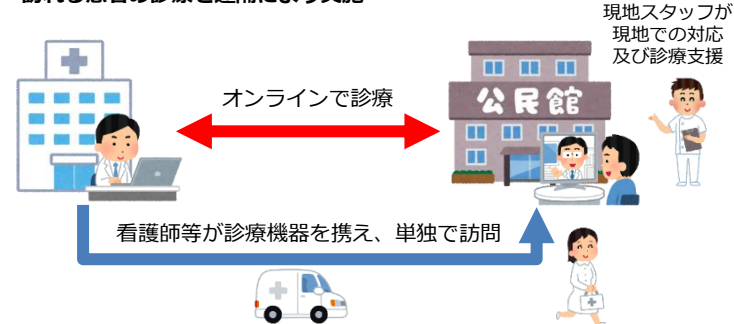 現地スタッフが
現地での対応
及び診療支援
オンラインで診療
公民館
看護師等が診療機器を携え、単独で訪問